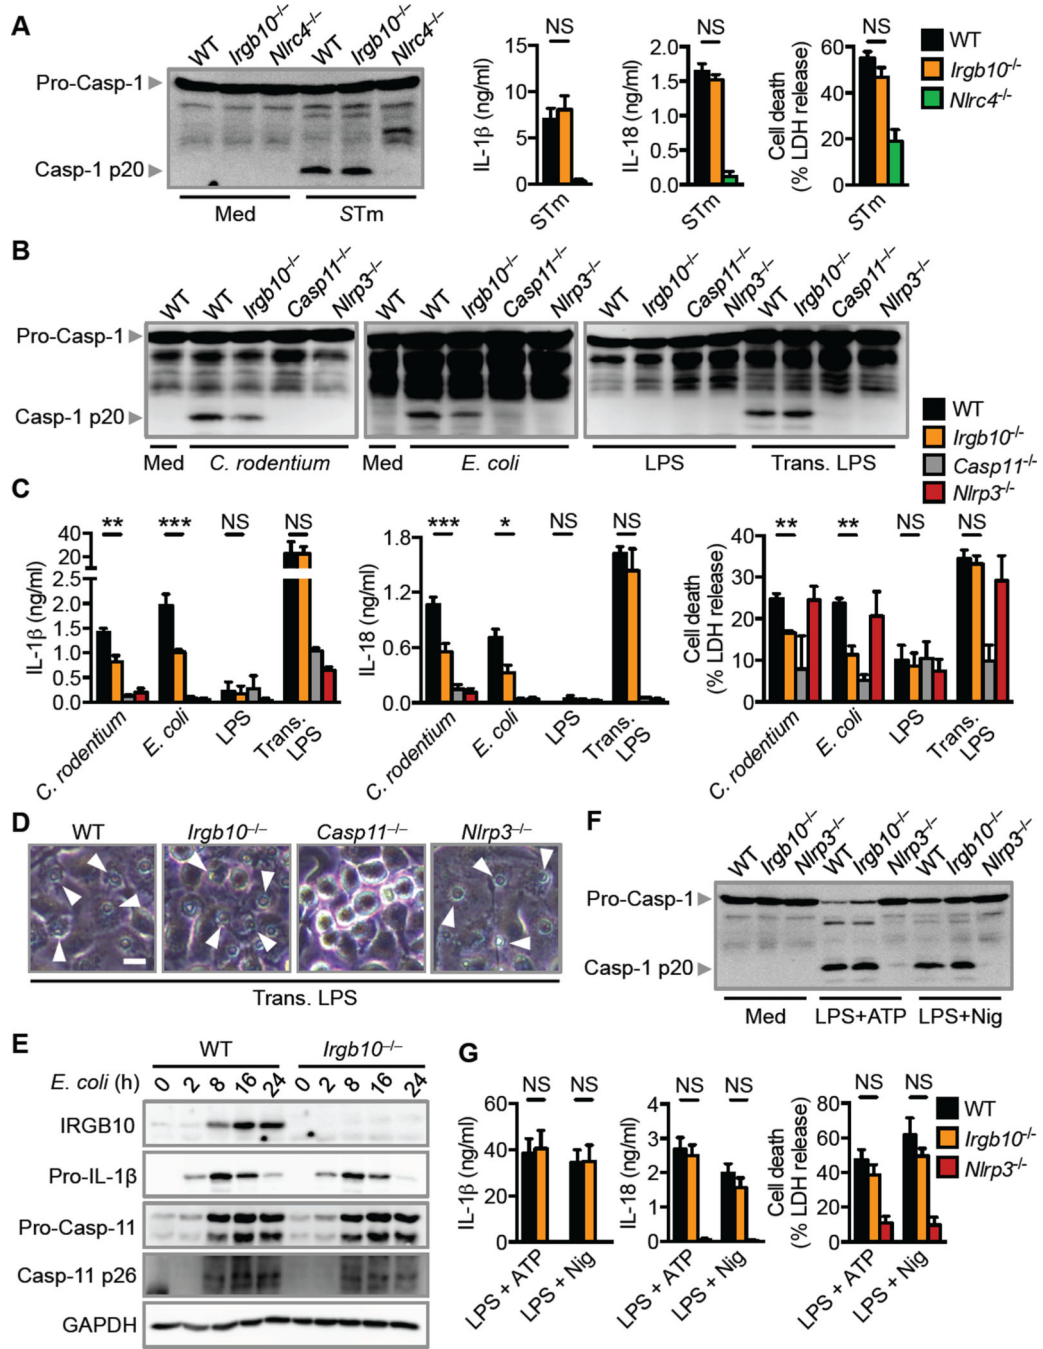 A
WT Irgb10–/– Nlrc4–/– WT Irgb10–/– Nlrc4–/–
Pro-Casp-1
Casp-1 p20
Med STm
IL-1β (ng/ml)
15
10
5
0
NS
STm
IL-18 (ng/ml)
2.0
1.5
1.0
0.5
0.0
NS
STm
Cell death
(% LDH release)
60
40
20
0
NS
STm
WT
Irgb10-/-
Nlrc4-/-
B
WT WT Irgb10–/– Casp11–/– Nlrp3–/– WT WT Irgb10–/– Casp11–/– Nlrp3–/– WT Irgb10–/– Casp11–/– Nlrp3–/– WT Irgb10–/– Casp11–/– Nlrp3–/–
Pro-Casp-1
Casp-1 p20
Med C. rodentium Med E. coli LPS Trans. LPS
WT
Irgb10-/-
Casp11-/-
Nlrp3-/-
C
IL-1β (ng/ml)
40
20
2.5
2.0
1.5
1.0
0.5
0.0
** *** NS NS
C. rodentium E. coli LPS Trans. LPS
IL-18 (ng/ml)
1.8
1.2
0.6
0.0
*** * NS NS
C. rodentium E. coli LPS Trans. LPS
Cell death
(% LDH release)
40
30
20
10
0
** ** NS NS
C. rodentium E. coli LPS Trans. LPS
D
WT Irgb10–/– Casp11–/– Nlrp3–/–
Trans. LPS
E
WT Irgb10–/–
E. coli (h) 0 2 8 16 24 0 2 8 16 24
IRGB10
Pro-IL-1β
Pro-Casp-11
Casp-11 p26
GAPDH
F
WT Irgb10–/– Nlrp3–/– WT Irgb10–/– Nlrp3–/– WT Irgb10–/– Nlrp3–/–
Pro-Casp-1
Casp-1 p20
Med LPS+ATP LPS+Nig
G
IL-1β (ng/ml)
60
40
20
0
NS NS
LPS + ATP LPS + Nig
IL-18 (ng/ml)
4
3
2
1
0
NS NS
LPS + ATP LPS + Nig
Cell death
(% LDH release)
80
60
40
20
0
NS NS
LPS + ATP LPS + Nig
WT
Irgb10-/-
Nlrp3-/-